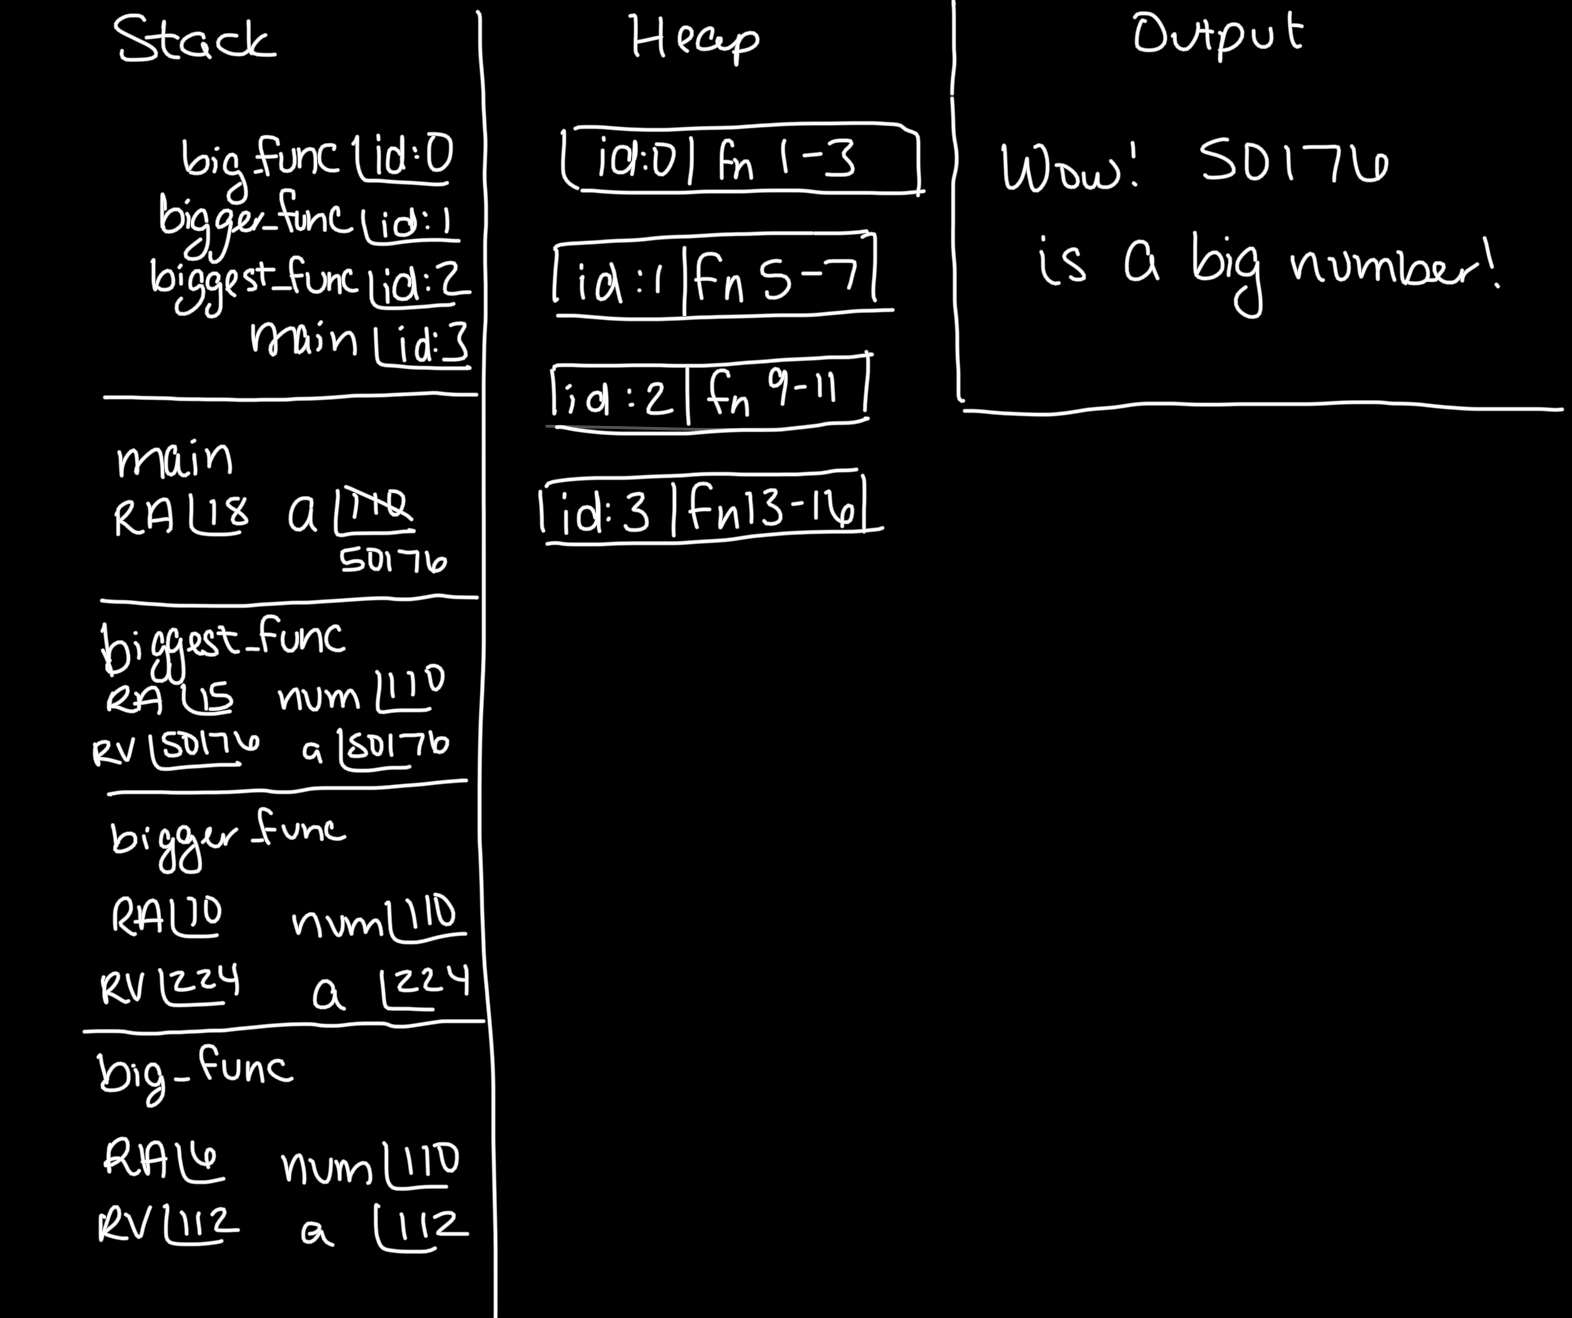 Stack
big_func id:0
bigger_func id:1
biggest_func id:2
main id:3
main
RA 18 a 110
50176
biggest_func
RA 15 num 110
RV 50176 a 50176
bigger_func
RA 10 num 110
RV 224 a 224
big_func
RA 6 num 110
RV 112 a 112
Heap
id:0 fn 1-3
id:1 fn 5-7
id:2 fn 9-11
id:3 fn 13-16
Output
Wow! 50176
is a big number!